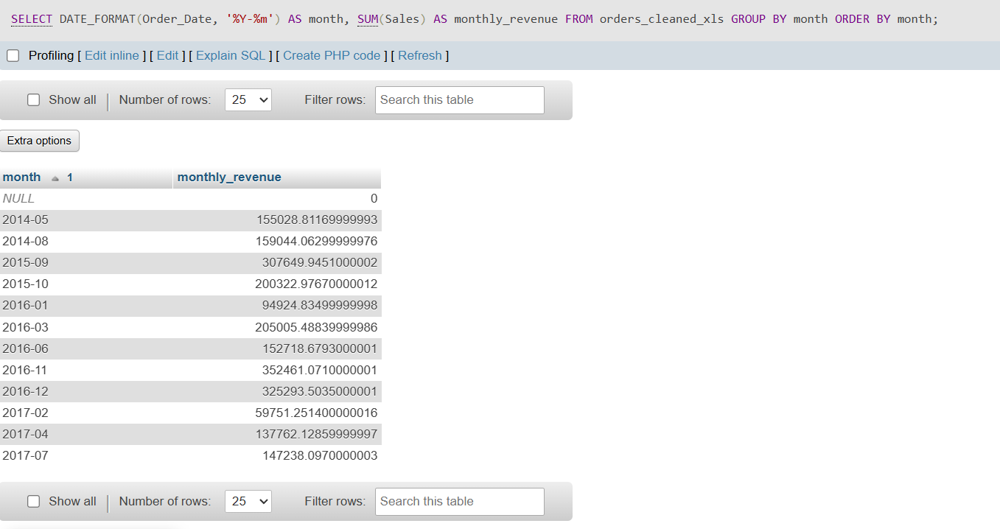 SELECT DATE_FORMAT(Order_Date, '%Y-%m') AS month, SUM(Sales) AS monthly_revenue FROM orders_cleaned_xls GROUP BY month ORDER BY month;
Profiling [ Edit inline ] [ Edit ] [ Explain SQL ] [ Create PHP code ] [ Refresh ]
Show all | Number of rows: 25 Filter rows: Search this table
Extra options
month 1 monthly_revenue
NULL 0
2014-05 155028.81169999993
2014-08 159044.06299999976
2015-09 307649.9451000002
2015-10 200322.97670000012
2016-01 94924.83499999998
2016-03 205005.48839999986
2016-06 152718.6793000001
2016-11 352461.0710000001
2016-12 325293.5035000001
2017-02 59751.251400000016
2017-04 137762.12859999997
2017-07 147238.0970000003
Show all | Number of rows: 25 Filter rows: Search this table